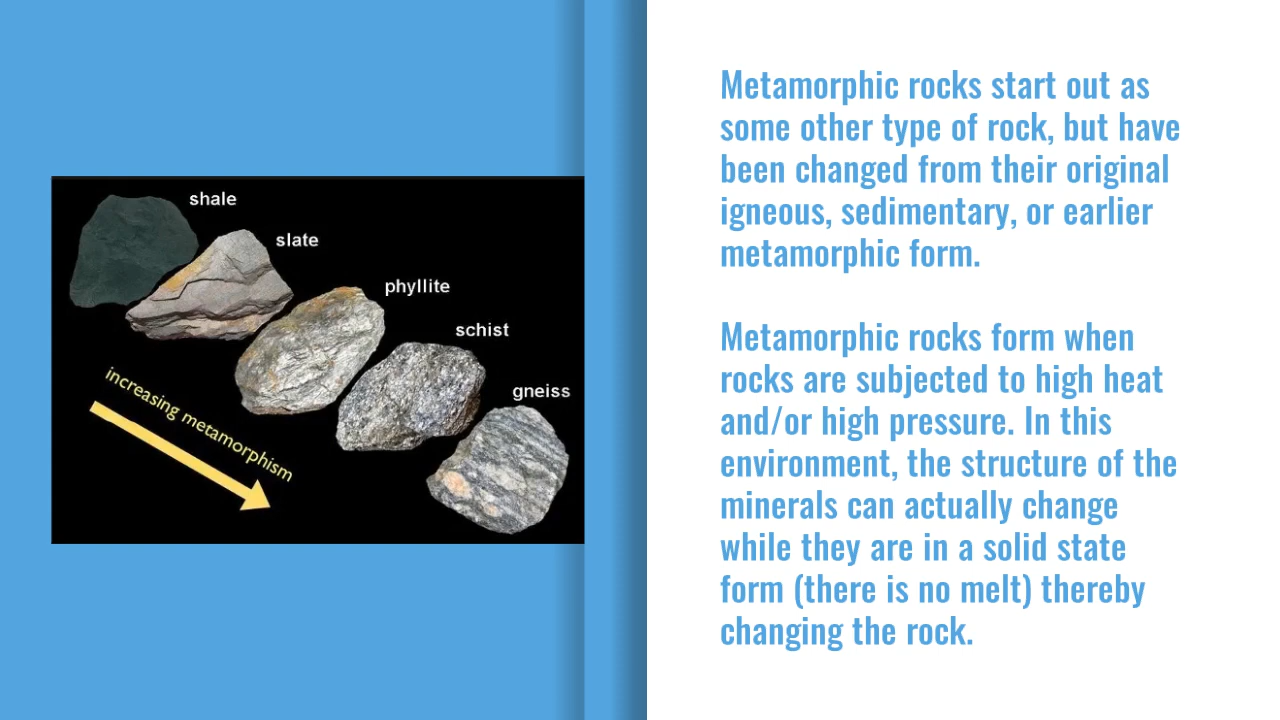 shale
slate
phyllite
schist
gneiss
increasing metamorphism
Metamorphic rocks start out as
some other type of rock, but have
been changed from their original
igneous, sedimentary, or earlier
metamorphic form.
Metamorphic rocks form when
rocks are subjected to high heat
and/or high pressure. In this
environment, the structure of the
minerals can actually change
while they are in a solid state
form (there is no melt) thereby
changing the rock.